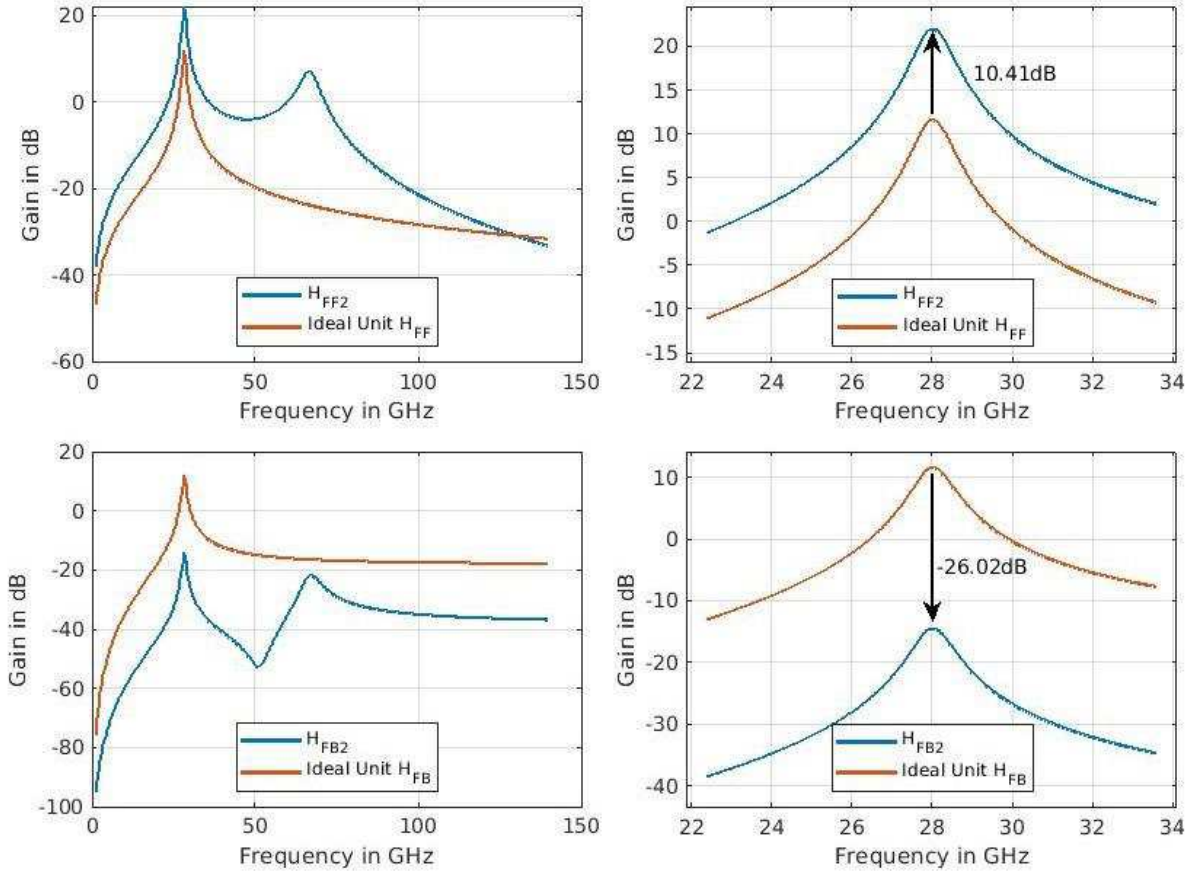 20
0
-20
-40
-60
0
50
100
150
Gain in dB
Frequency in GHz
H_FF2
Ideal Unit H_FF
20
15
10
5
0
-5
-10
-15
22
24
26
28
30
32
34
Gain in dB
Frequency in GHz
10.41dB
H_FF2
Ideal Unit H_FF
20
0
-20
-40
-60
-80
-100
0
50
100
150
Gain in dB
Frequency in GHz
H_FB2
Ideal Unit H_FB
10
0
-10
-20
-30
-40
22
24
26
28
30
32
34
Gain in dB
Frequency in GHz
-26.02dB
H_FB2
Ideal Unit H_FB